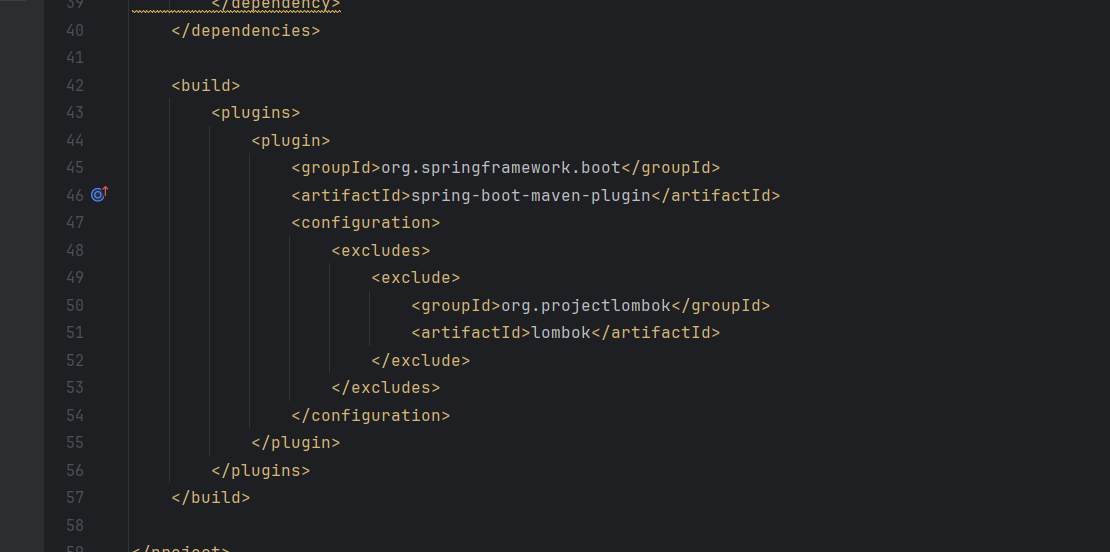 39 </dependency>
40 </dependencies>
41
42 <build>
43 <plugins>
44 <plugin>
45 <groupId>org.springframework.boot</groupId>
46 <artifactId>spring-boot-maven-plugin</artifactId>
47 <configuration>
48 <excludes>
49 <exclude>
50 <groupId>org.projectlombok</groupId>
51 <artifactId>lombok</artifactId>
52 </exclude>
53 </excludes>
54 </configuration>
55 </plugin>
56 </plugins>
57 </build>
58
59 </project>